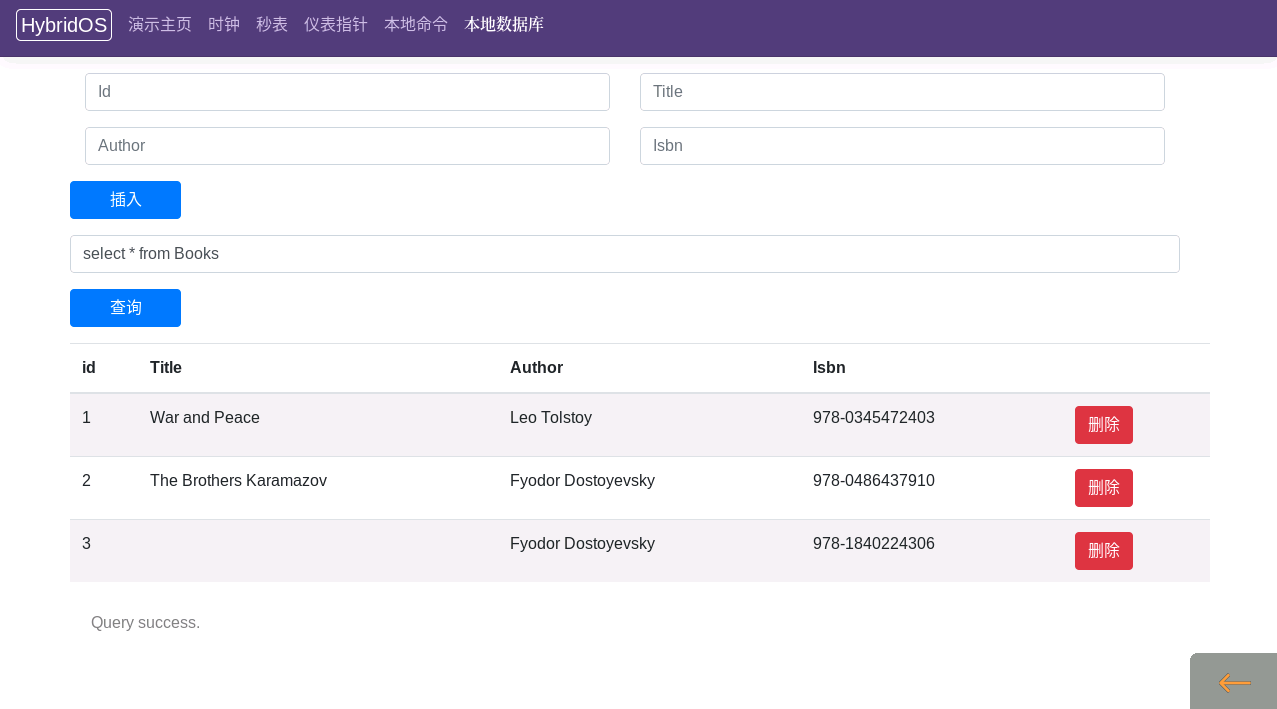 HybridOS 演示主页 时钟 秒表 仪表指针 本地命令 本地数据库
Id Title
Author Isbn
插入
select * from Books
查询
id Title Author Isbn
1 War and Peace Leo Tolstoy 978-0345472403 删除
2 The Brothers Karamazov Fyodor Dostoyevsky 978-0486437910 删除
3 Fyodor Dostoyevsky 978-1840224306 删除
Query success.